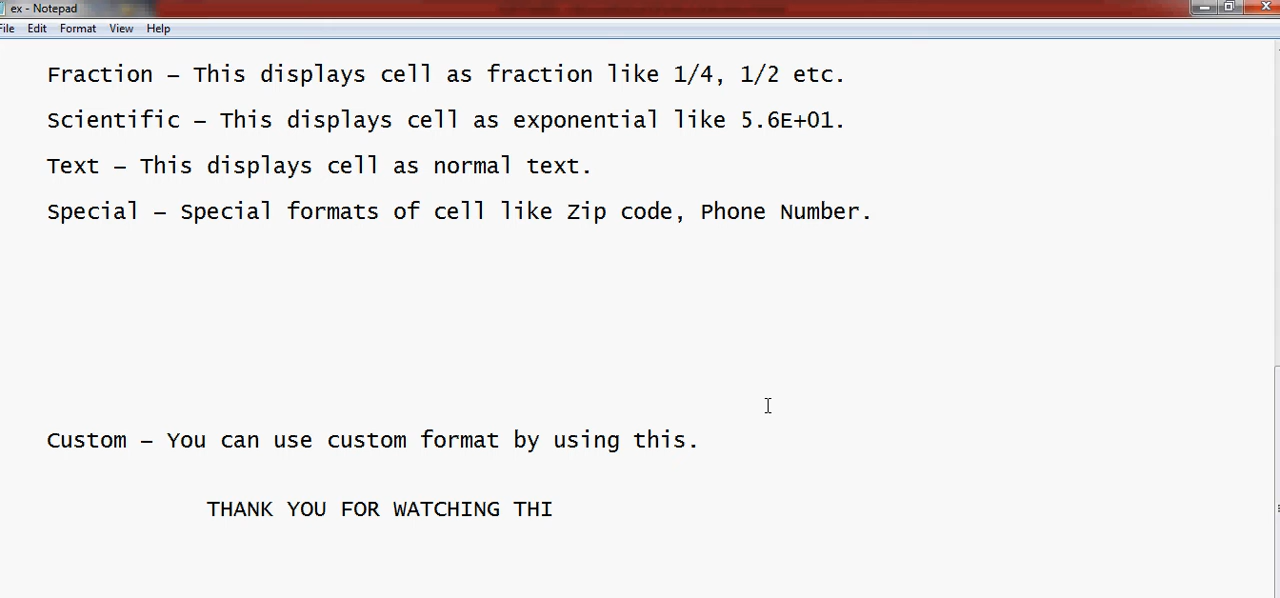 ex - Notepad
File Edit Format View Help
Fraction – This displays cell as fraction like 1/4, 1/2 etc.
Scientific – This displays cell as exponential like 5.6E+01.
Text – This displays cell as normal text.
Special – Special formats of cell like Zip code, Phone Number.
Custom – You can use custom format by using this.
THANK YOU FOR WATCHING THI